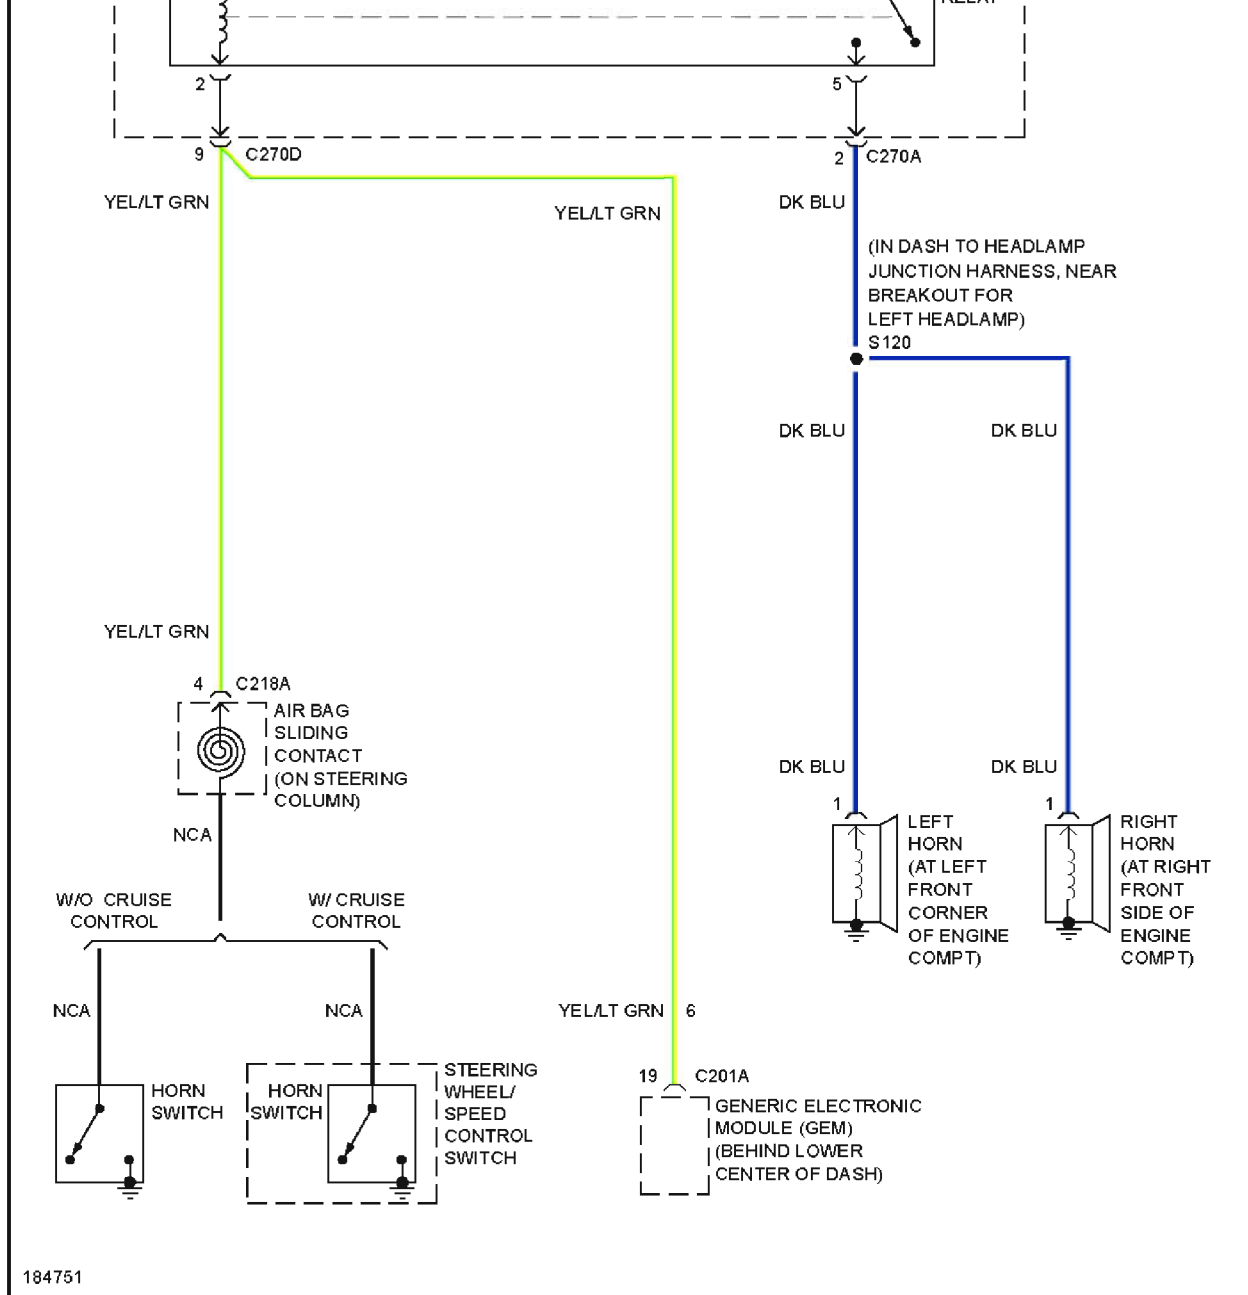 2
5
9
C270D
2
C270A
YEL/LT GRN
YEL/LT GRN
DK BLU
(IN DASH TO HEADLAMP
JUNCTION HARNESS, NEAR
BREAKOUT FOR
LEFT HEADLAMP)
S120
DK BLU
DK BLU
YEL/LT GRN
4
C218A
AIR BAG
SLIDING
CONTACT
(ON STEERING
COLUMN)
DK BLU
DK BLU
1
1
LEFT
HORN
(AT LEFT
FRONT
CORNER
OF ENGINE
COMPT)
RIGHT
HORN
(AT RIGHT
FRONT
SIDE OF
ENGINE
COMPT)
NCA
W/O CRUISE
CONTROL
W/ CRUISE
CONTROL
NCA
NCA
YEL/LT GRN
6
HORN
SWITCH
HORN
SWITCH
STEERING
WHEEL/
SPEED
CONTROL
SWITCH
19
C201A
GENERIC ELECTRONIC
MODULE (GEM)
(BEHIND LOWER
CENTER OF DASH)
184751